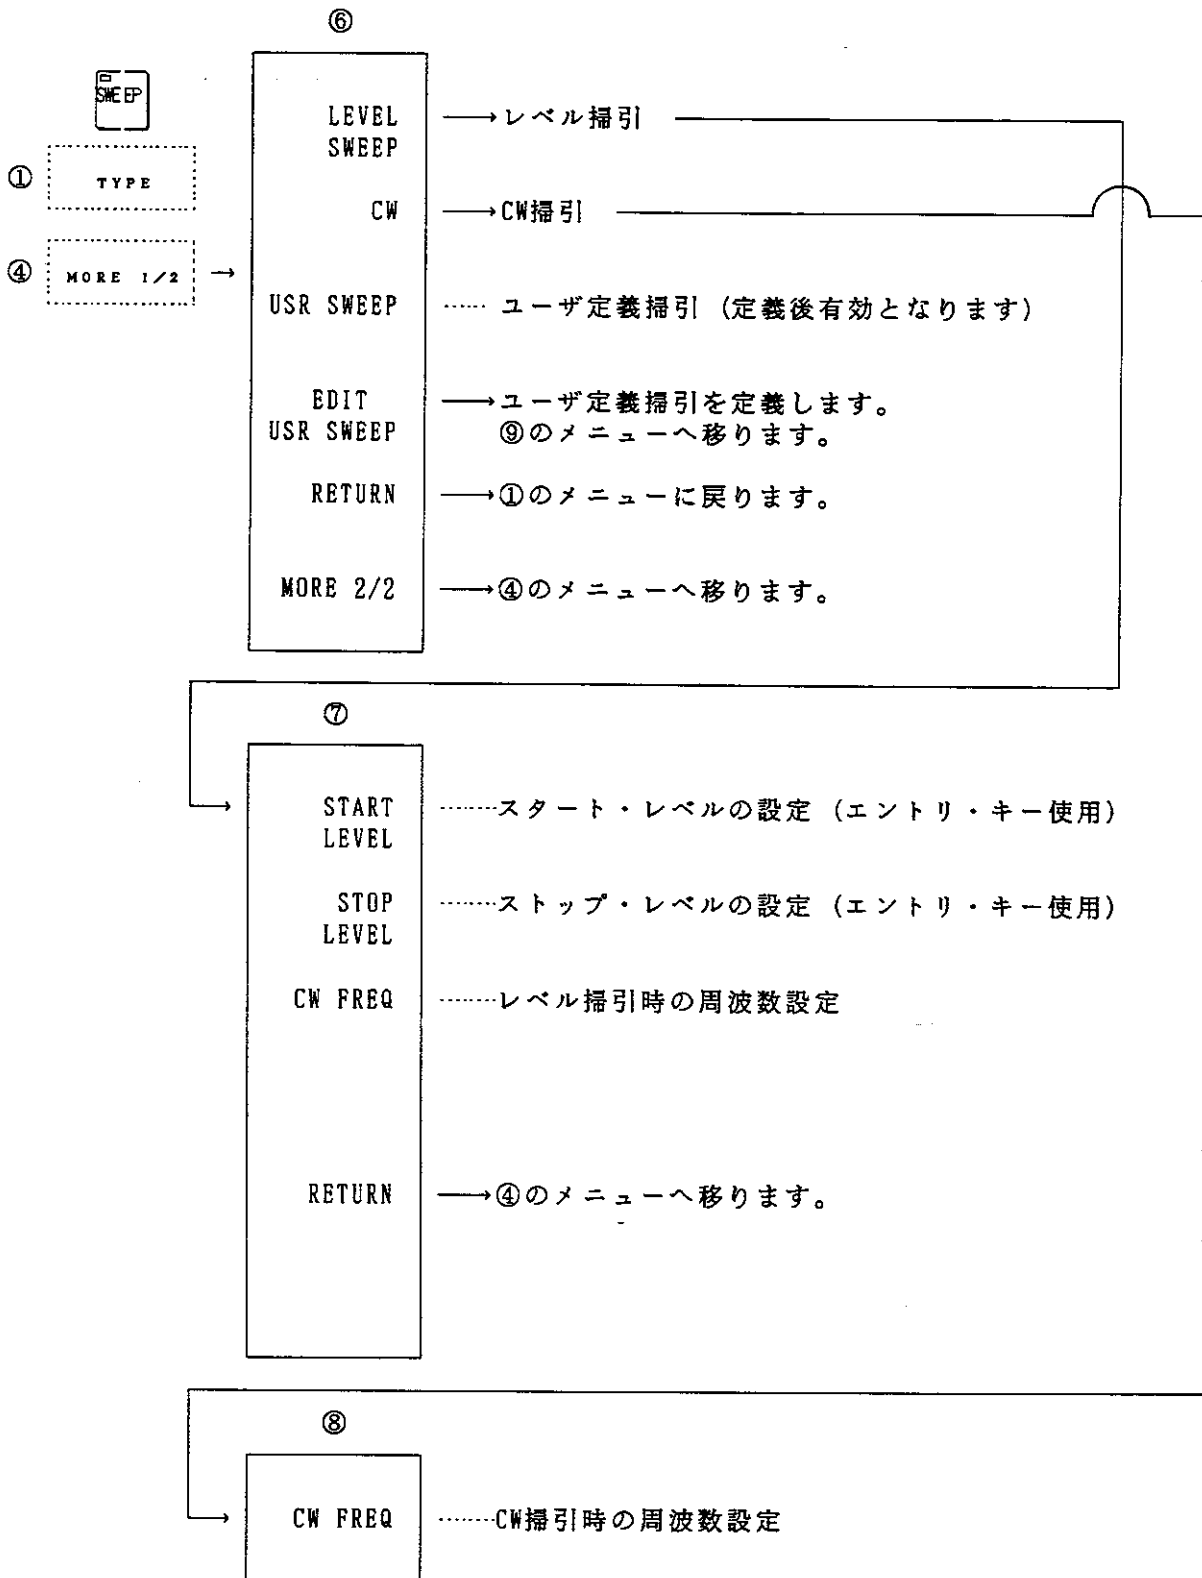 ⑥
SWEEP
① TYPE
④ MORE 1/2 →
LEVEL SWEEP → レベル掃引
CW → CW掃引
USR SWEEP …… ユーザ定義掃引 (定義後有効となります)
EDIT USR SWEEP → ユーザ定義掃引を定義します。
⑨のメニューへ移ります。
RETURN → ①のメニューに戻ります。
MORE 2/2 → ④のメニューへ移ります。
⑦
START LEVEL ……スタート・レベルの設定 (エントリ・キー使用)
STOP LEVEL ……ストップ・レベルの設定 (エントリ・キー使用)
CW FREQ ……レベル掃引時の周波数設定
RETURN → ④のメニューへ移ります。
⑧
CW FREQ ……CW掃引時の周波数設定